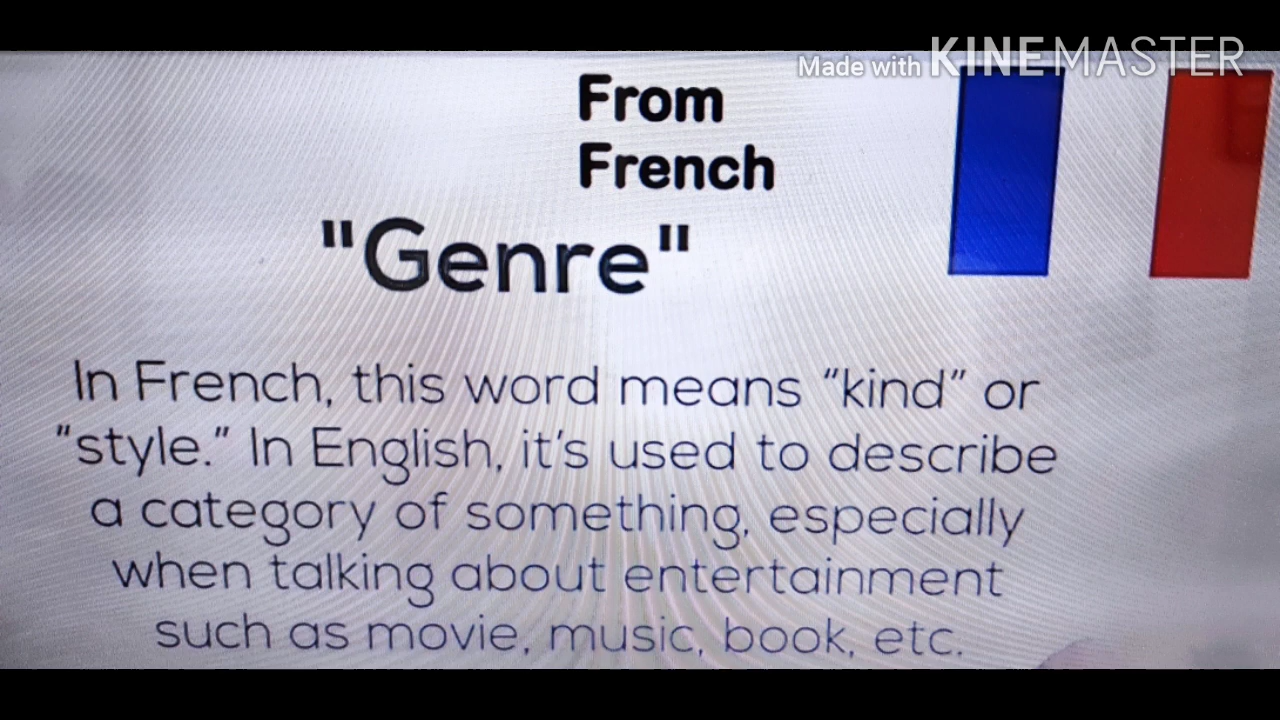 Made with KINEMASTER
From
French
"Genre"
In French, this word means “kind” or
“style.” In English, it's used to describe
a category of something, especially
when talking about entertainment
such as movie, music, book, etc.